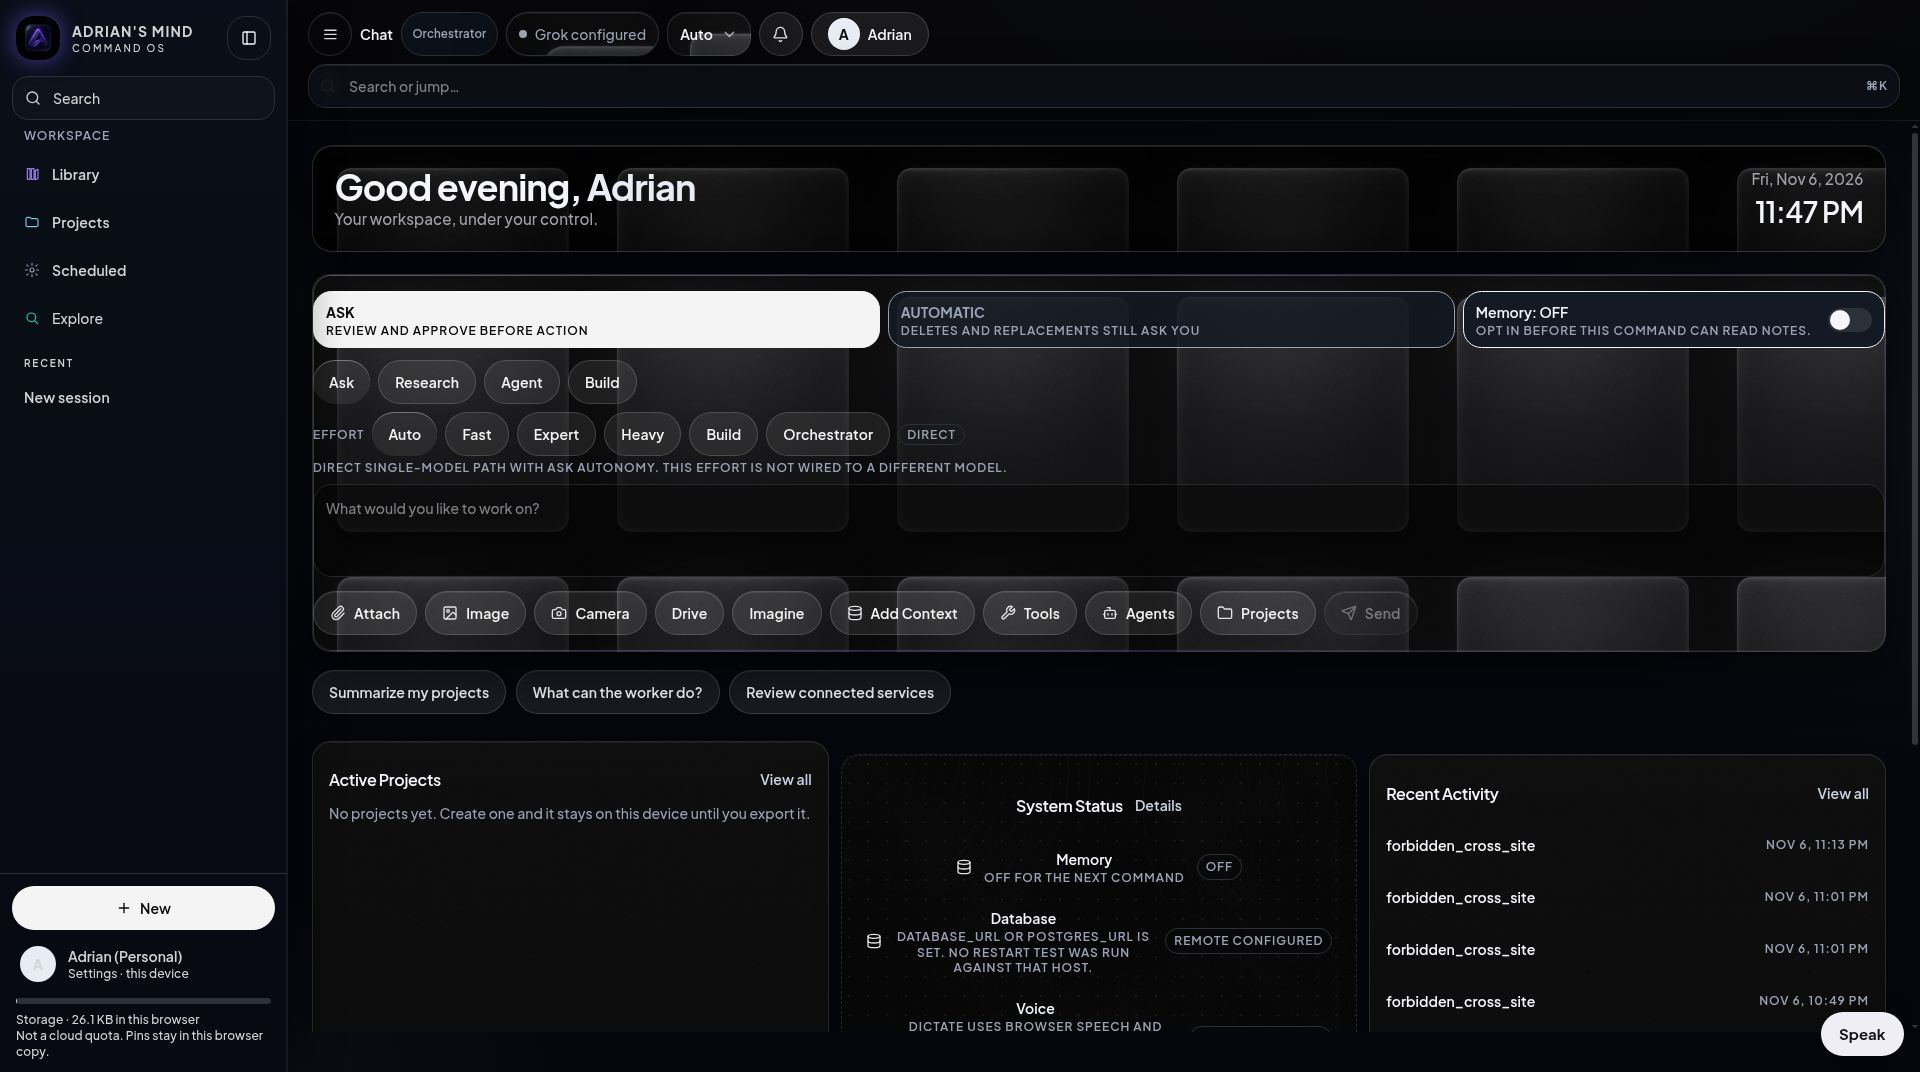 ADRIAN'S MIND
COMMAND OS
Search
WORKSPACE
Library
Projects
Scheduled
Explore
RECENT
New session
New
A
Adrian (Personal)
Settings · this device
Storage · 26.1 KB in this browser
Not a cloud quota. Pins stay in this browser
copy.
Chat
Orchestrator
Grok configured
Auto
A
Adrian
Search or jump…
⌘K
Good evening, Adrian
Your workspace, under your control.
Fri, Nov 6, 2026
11:47 PM
ASK
REVIEW AND APPROVE BEFORE ACTION
AUTOMATIC
DELETES AND REPLACEMENTS STILL ASK YOU
Memory: OFF
OPT IN BEFORE THIS COMMAND CAN READ NOTES.
Ask
Research
Agent
Build
EFFORT
Auto
Fast
Expert
Heavy
Build
Orchestrator
DIRECT
DIRECT SINGLE-MODEL PATH WITH ASK AUTONOMY. THIS EFFORT IS NOT WIRED TO A DIFFERENT MODEL.
What would you like to work on?
Attach
Image
Camera
Drive
Imagine
Add Context
Tools
Agents
Projects
Send
Summarize my projects
What can the worker do?
Review connected services
Active Projects
View all
No projects yet. Create one and it stays on this device until you export it.
System Status
Details
Memory
OFF FOR THE NEXT COMMAND
OFF
Database
DATABASE_URL OR POSTGRES_URL IS
SET. NO RESTART TEST WAS RUN
AGAINST THAT HOST.
REMOTE CONFIGURED
Voice
DICTATE USES BROWSER SPEECH AND
Recent Activity
View all
forbidden_cross_site
NOV 6, 11:13 PM
forbidden_cross_site
NOV 6, 11:01 PM
forbidden_cross_site
NOV 6, 11:01 PM
forbidden_cross_site
NOV 6, 10:49 PM
Speak